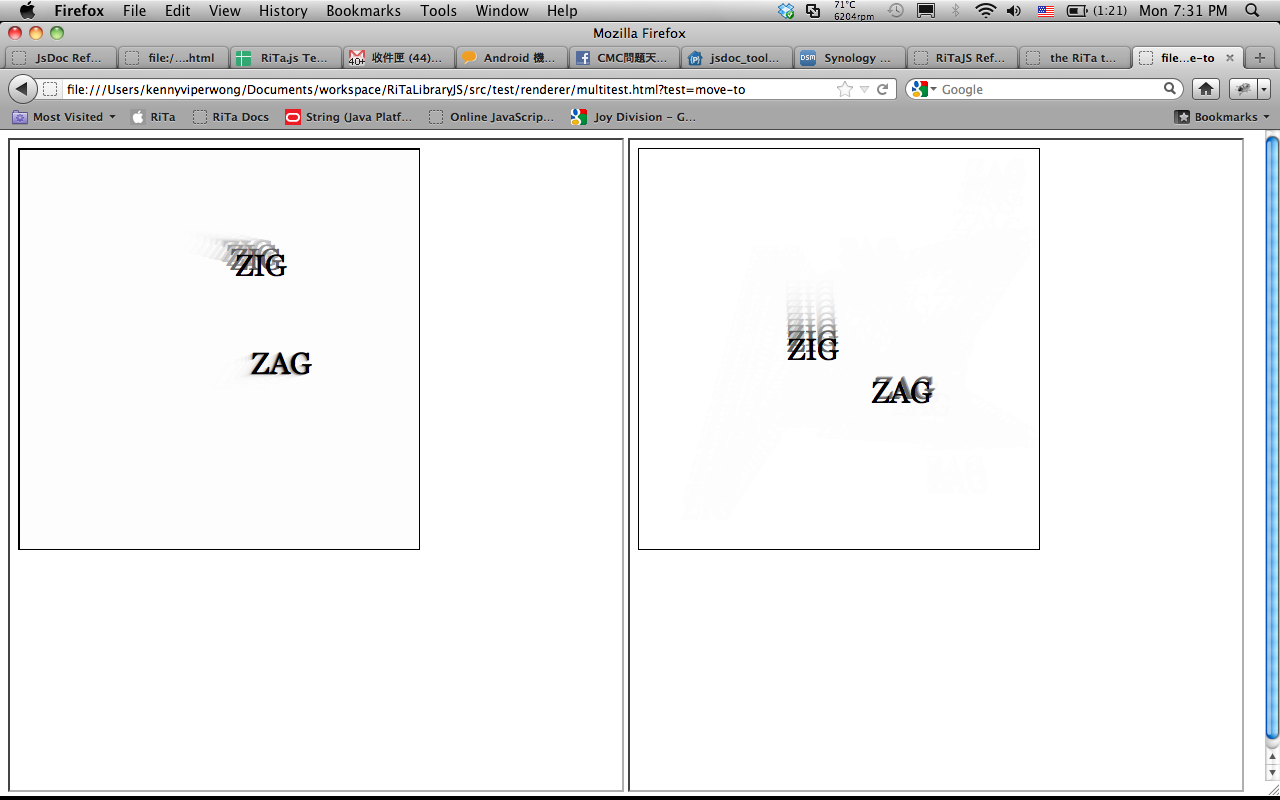 Firefox File Edit View History Bookmarks Tools Window Help 71°C 6204rpm (1:21) Mon 7:31 PM
Mozilla Firefox
JsDoc Ref... file:/....html RiTa.js Te... 40+ 收件匣 (44)... Android 機... CMC問題天... jsdoc_tool... DSM Synology ... RiTaJS Ref... the RiTa t... file...e-to
file:///Users/kennyviperwong/Documents/workspace/RiTaLibraryJS/src/test/renderer/multitest.html?test=move-to Google
Most Visited RiTa RiTa Docs String (Java Platf... Online JavaScrip... Joy Division - G... Bookmarks
ZIG
ZAG
ZIG
ZAG